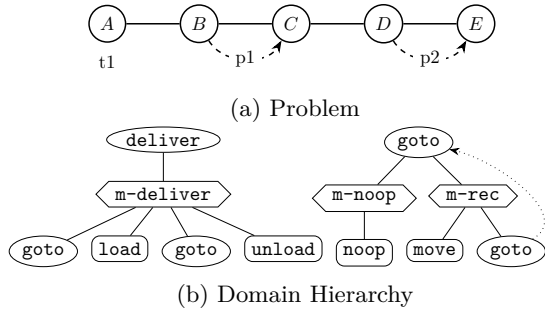 A B C D E
t1 p1 p2
(a) Problem
deliver goto
m-deliver m-noop m-rec
goto load goto unload noop move goto
(b) Domain Hierarchy